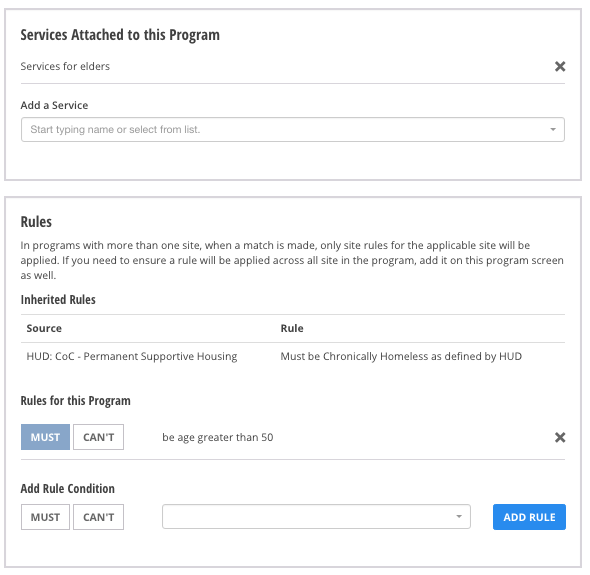 Services Attached to this Program
Services for elders
Add a Service
Start typing name or select from list.
Rules
In programs with more than one site, when a match is made, only site rules for the applicable site will be
applied. If you need to ensure a rule will be applied across all site in the program, add it on this program screen
as well.
Inherited Rules
Source Rule
HUD: CoC - Permanent Supportive Housing Must be Chronically Homeless as defined by HUD
Rules for this Program
MUST CAN'T be age greater than 50
Add Rule Condition
MUST CAN'T ADD RULE